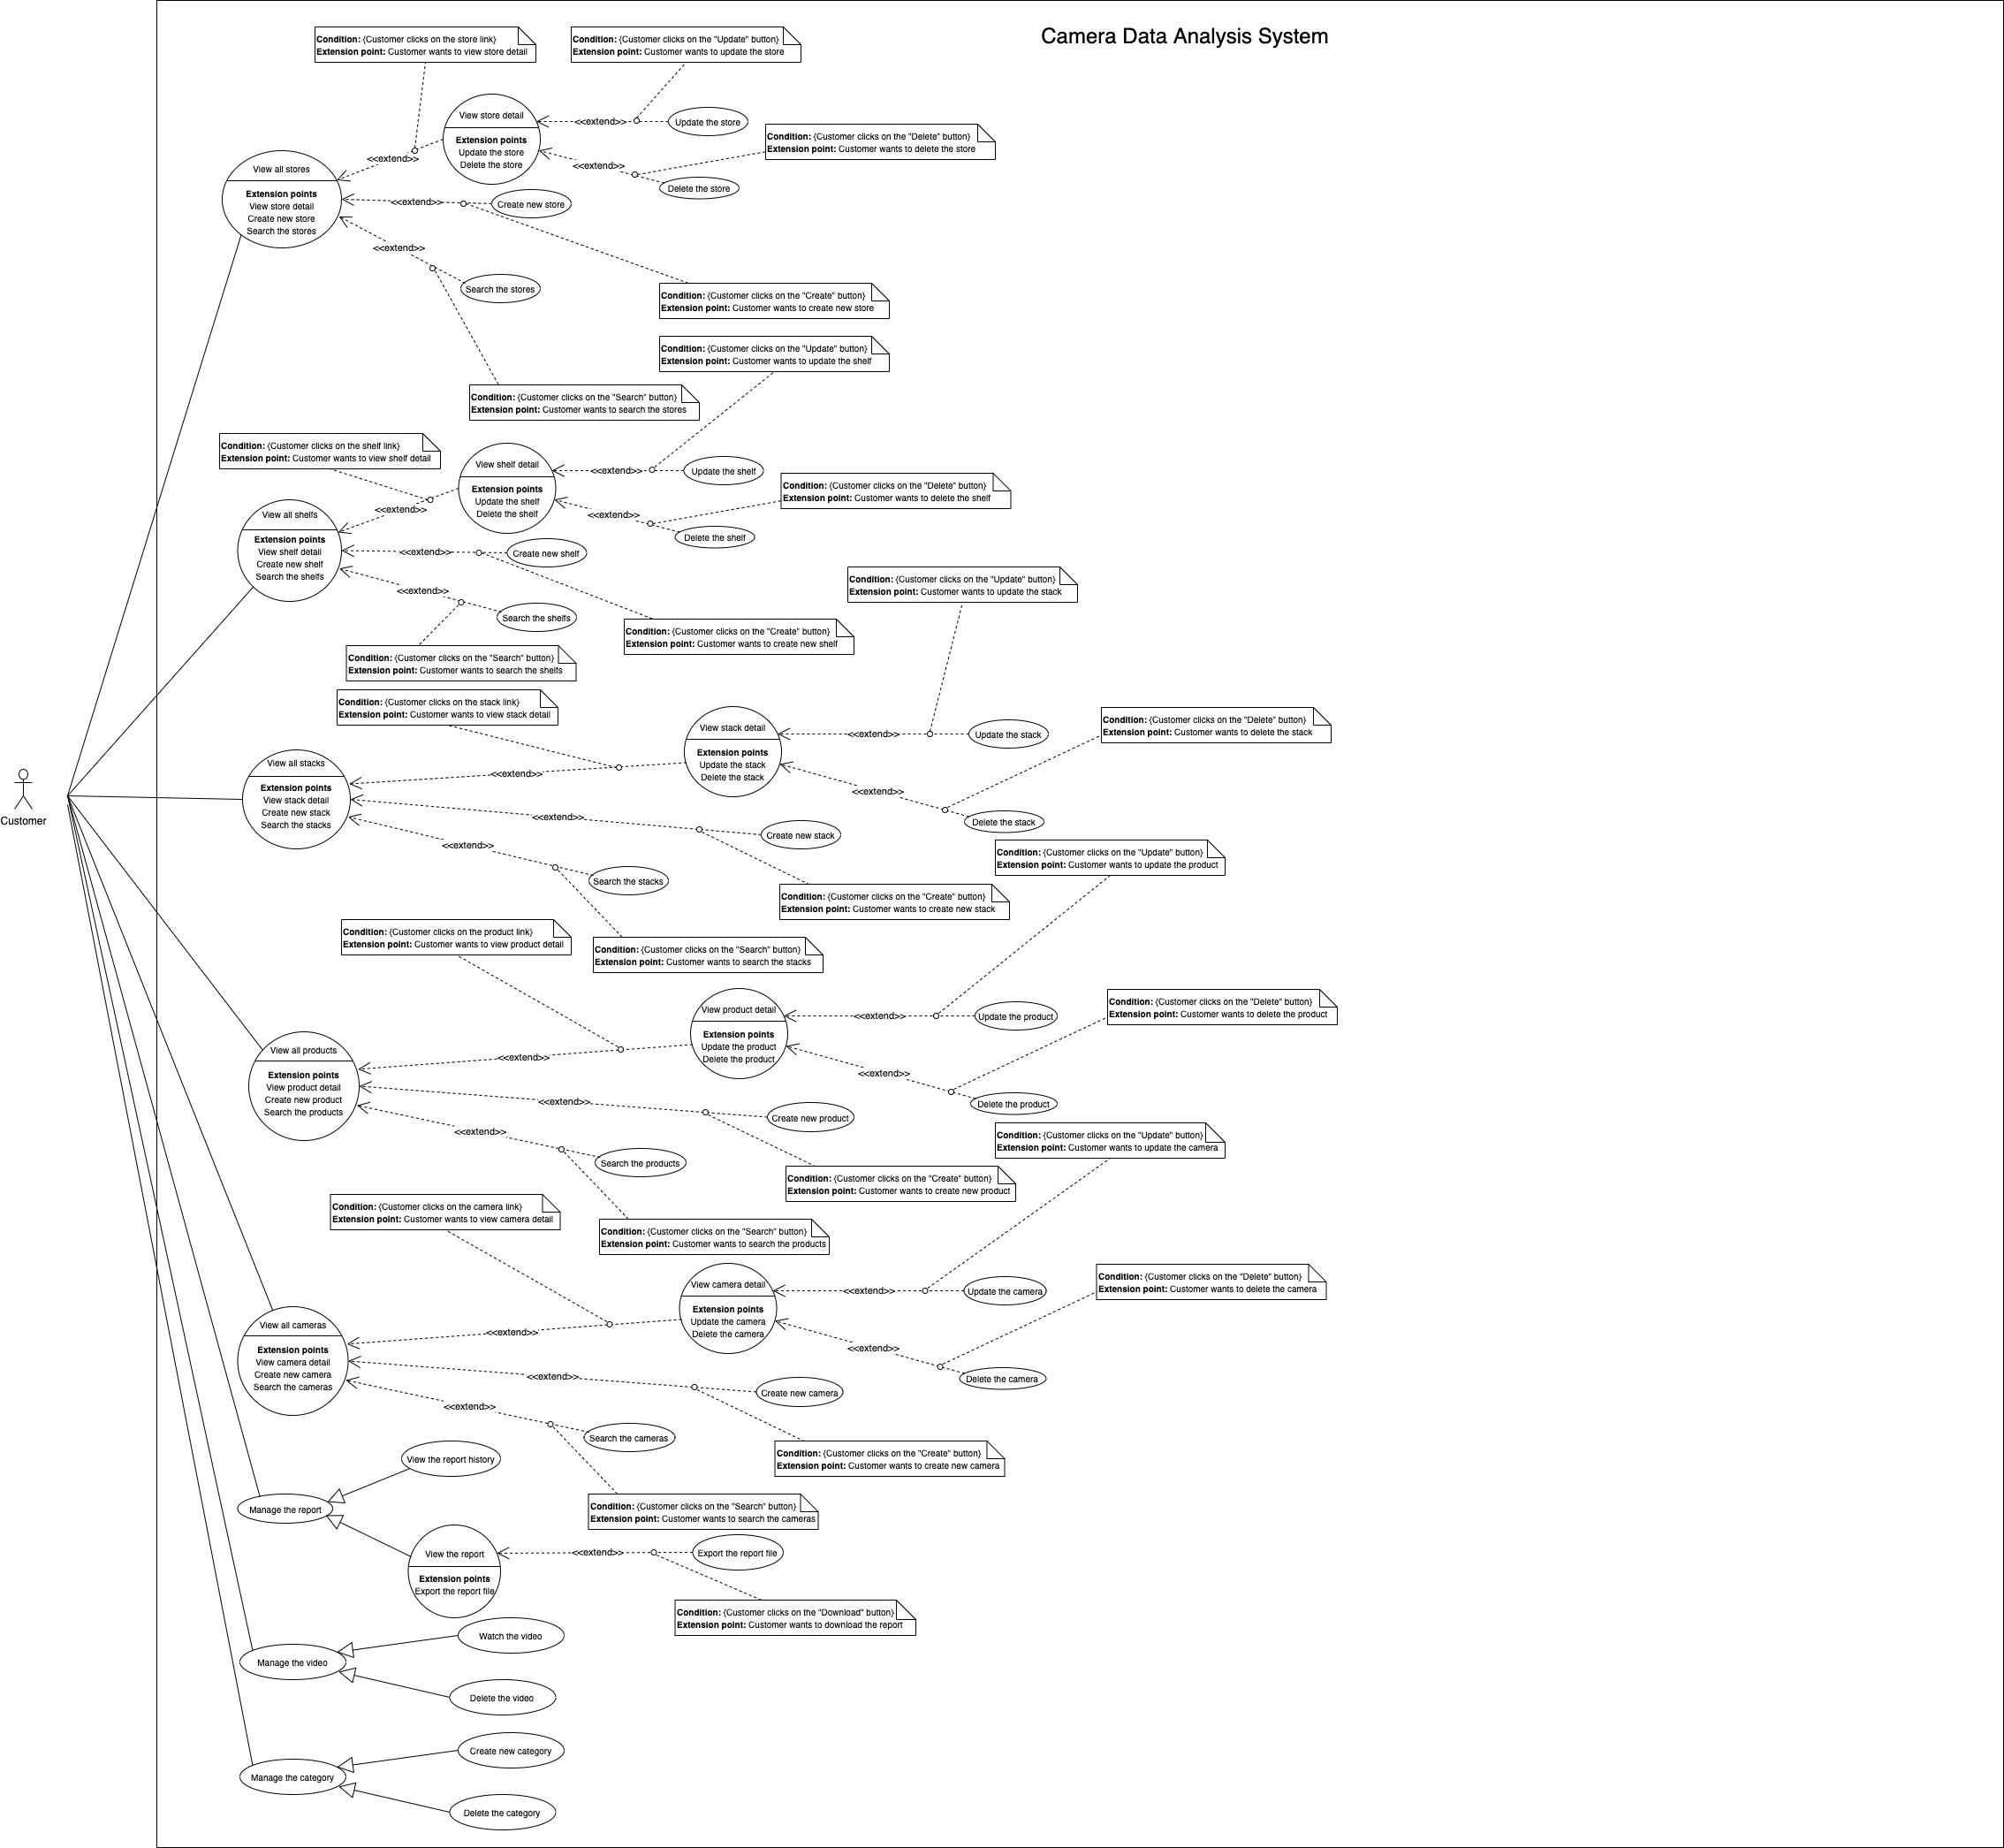 Camera Data Analysis System
Customer
Condition: {Customer clicks on the store link}
Extension point: Customer wants to view store detail
Condition: {Customer clicks on the "Update" button}
Extension point: Customer wants to update the store
View store detail
Extension points
Update the store
Delete the store
<<extend>>
Update the store
Condition: {Customer clicks on the "Delete" button}
Extension point: Customer wants to delete the store
<<extend>>
Delete the store
<<extend>>
View all stores
Extension points
View store detail
Create new store
Search the stores
<<extend>>
Create new store
<<extend>>
Search the stores
Condition: {Customer clicks on the "Create" button}
Extension point: Customer wants to create new store
Condition: {Customer clicks on the "Update" button}
Extension point: Customer wants to update the shelf
Condition: {Customer clicks on the "Search" button}
Extension point: Customer wants to search the stores
Condition: {Customer clicks on the shelf link}
Extension point: Customer wants to view shelf detail
View shelf detail
Extension points
Update the shelf
Delete the shelf
<<extend>>
Update the shelf
Condition: {Customer clicks on the "Delete" button}
Extension point: Customer wants to delete the shelf
<<extend>>
Delete the shelf
<<extend>>
View all shelfs
Extension points
View shelf detail
Create new shelf
Search the shelfs
<<extend>>
Create new shelf
<<extend>>
Search the shelfs
Condition: {Customer clicks on the "Update" button}
Extension point: Customer wants to update the stack
Condition: {Customer clicks on the "Create" button}
Extension point: Customer wants to create new shelf
Condition: {Customer clicks on the "Search" button}
Extension point: Customer wants to search the shelfs
Condition: {Customer clicks on the stack link}
Extension point: Customer wants to view stack detail
View stack detail
Extension points
Update the stack
Delete the stack
<<extend>>
Update the stack
Condition: {Customer clicks on the "Delete" button}
Extension point: Customer wants to delete the stack
<<extend>>
Delete the stack
View all stacks
Extension points
View stack detail
Create new stack
Search the stacks
<<extend>>
<<extend>>
Create new stack
<<extend>>
Search the stacks
Condition: {Customer clicks on the "Update" button}
Extension point: Customer wants to update the product
Condition: {Customer clicks on the "Create" button}
Extension point: Customer wants to create new stack
Condition: {Customer clicks on the product link}
Extension point: Customer wants to view product detail
Condition: {Customer clicks on the "Search" button}
Extension point: Customer wants to search the stacks
View product detail
Extension points
Update the product
Delete the product
<<extend>>
Update the product
Condition: {Customer clicks on the "Delete" button}
Extension point: Customer wants to delete the product
<<extend>>
Delete the product
View all products
Extension points
View product detail
Create new product
Search the products
<<extend>>
<<extend>>
Create new product
<<extend>>
Search the products
Condition: {Customer clicks on the "Update" button}
Extension point: Customer wants to update the camera
Condition: {Customer clicks on the "Create" button}
Extension point: Customer wants to create new product
Condition: {Customer clicks on the camera link}
Extension point: Customer wants to view camera detail
Condition: {Customer clicks on the "Search" button}
Extension point: Customer wants to search the products
View camera detail
Extension points
Update the camera
Delete the camera
<<extend>>
Update the camera
Condition: {Customer clicks on the "Delete" button}
Extension point: Customer wants to delete the camera
<<extend>>
Delete the camera
View all cameras
Extension points
View camera detail
Create new camera
Search the cameras
<<extend>>
<<extend>>
Create new camera
<<extend>>
Search the cameras
Condition: {Customer clicks on the "Create" button}
Extension point: Customer wants to create new camera
Condition: {Customer clicks on the "Search" button}
Extension point: Customer wants to search the cameras
View the report history
Manage the report
View the report
Extension points
Export the report file
<<extend>>
Export the report file
Condition: {Customer clicks on the "Download" button}
Extension point: Customer wants to download the report
Watch the video
Manage the video
Delete the video
Create new category
Manage the category
Delete the category